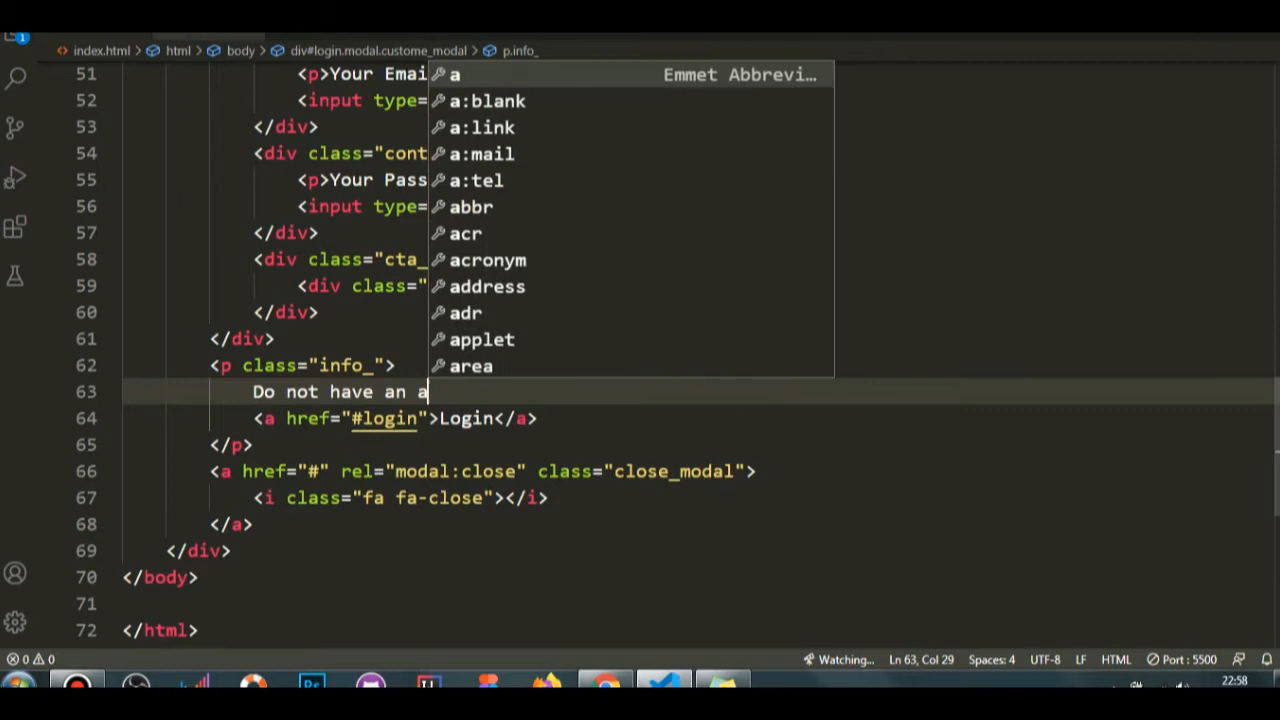 1
index.html > html > body > div#login.modal.custome_modal > p.info_
51 <p>Your Emai
52 <input type=
53 </div>
54 <div class="cont
55 <p>Your Pass
56 <input type=
57 </div>
58 <div class="cta_
59 <div class="
60 </div>
61 </div>
62 <p class="info_">
63 Do not have an a
64 <a href="#login">Login</a>
65 </p>
66 <a href="#" rel="modal:close" class="close_modal">
67 <i class="fa fa-close"></i>
68 </a>
69 </div>
70 </body>
71
72 </html>
a Emmet Abbrevi...
a:blank
a:link
a:mail
a:tel
abbr
acr
acronym
address
adr
applet
area
0 0 Watching... Ln 63, Col 29 Spaces: 4 UTF-8 LF HTML Port : 5500
Ps
22:58